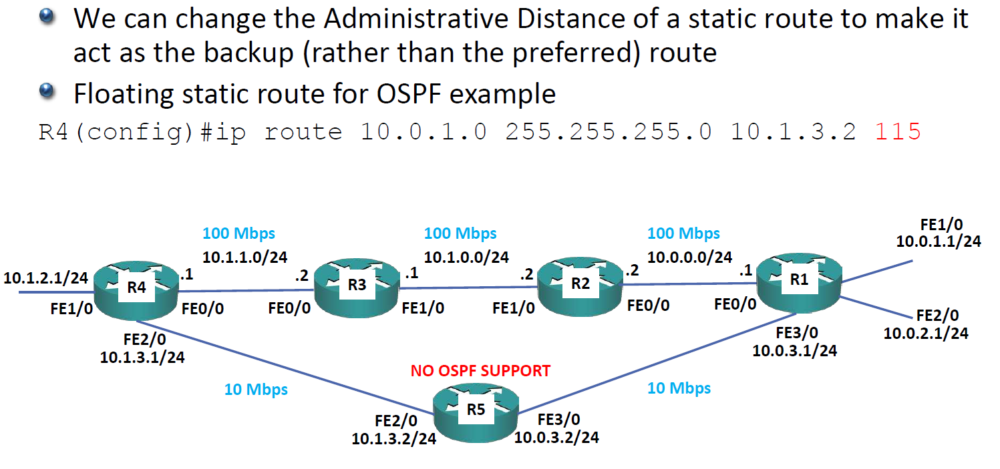 We can change the Administrative Distance of a static route to make it
act as the backup (rather than the preferred) route
Floating static route for OSPF example
R4(config)#ip route 10.0.1.0 255.255.255.0 10.1.3.2 115
100 Mbps
100 Mbps
100 Mbps
FE1/0
10.0.1.1/24
10.1.1.0/24
10.1.0.0/24
10.0.0.0/24
10.1.2.1/24
R4
.1
.2
R3
.1
.2
R2
.2
.1
R1
FE1/0
FE0/0
FE0/0
FE1/0
FE1/0
FE0/0
FE0/0
FE2/0
10.0.2.1/24
FE2/0
10.1.3.1/24
FE3/0
10.0.3.1/24
NO OSPF SUPPORT
10 Mbps
10 Mbps
R5
FE2/0
10.1.3.2/24
FE3/0
10.0.3.2/24